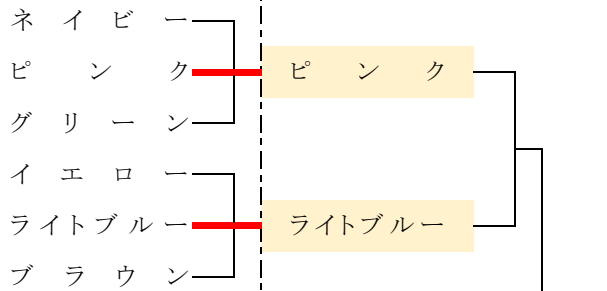 ネイビー
ピンク
グリーン
イエロー
ライトブルー
ブラウン
ピンク
ライトブルー